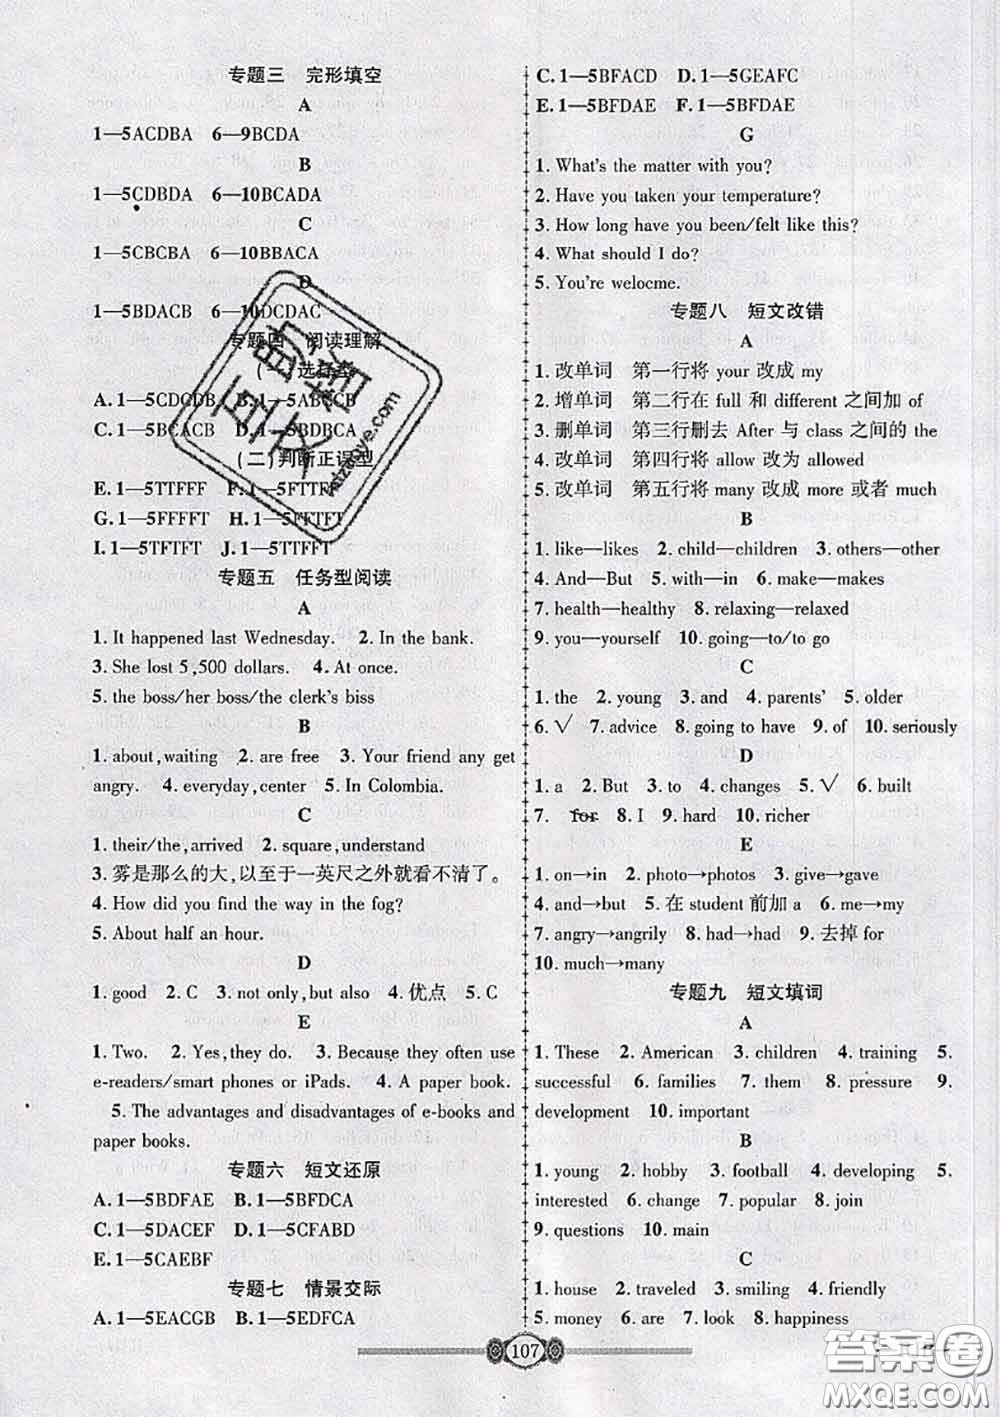 专题三 完形填空
A
1—5ACDBA 6—9BCDA
B
1—5CDBDA 6—10BCADA
C
1—5CBCBA 6—10BBACA
D
1—5BDACB 6—10DCDAC
专题四 阅读理解
(一)选择型
A.1—5CDCDB B.1—5ABCCB
C.1—5BCACB D.1—5BDBCA
(二)判断正误型
E.1—5TTFFF F.1—5FTTFF
G.1—5FFFFT H.1—5FFTFT
I.1—5TFTFT J.1—5TTFFT
专题五 任务型阅读
A
1. It happened last Wednesday. 2. In the bank.
3. She lost 5,500 dollars. 4. At once.
5. the boss/her boss/the clerk's biss
B
1. about,waiting 2. are free 3. Your friend any get
angry. 4. everyday,center 5. In Colombia.
C
1. their/the,arrived 2. square,understand
3. 雾是那么的大,以至于一英尺之外就看不清了。
4. How did you find the way in the fog?
5. About half an hour.
D
1. good 2. C 3. not only,but also 4. 优点 5. C
E
1. Two. 2. Yes,they do. 3. Because they often use
e-readers/smart phones or iPads. 4. A paper book.
5. The advantages and disadvantages of e-books and
paper books.
专题六 短文还原
A.1—5BDFAE B.1—5BFDCA
C.1—5DACEF D.1—5CFABD
E.1—5CAEBF
专题七 情景交际
A.1—5EACGB B.1—5EDFCA
C.1—5BFACD D.1—5GEAFC
E.1—5BFDAE F.1—5BFDAE
G
1. What's the matter with you?
2. Have you taken your temperature?
3. How long have you been/felt like this?
4. What should I do?
5. You're welocme.
专题八 短文改错
A
1. 改单词 第一行将 your 改成 my
2. 增单词 第二行在 full 和 different 之间加 of
3. 删单词 第三行删去 After 与 class 之间的 the
4. 改单词 第四行将 allow 改为 allowed
5. 改单词 第五行将 many 改成 more 或者 much
B
1. like—likes 2. child—children 3. others—other
4. And—But 5. with—in 6. make—makes
7. health—healthy 8. relaxing—relaxed
9. you—yourself 10. going—to/to go
C
1. the 2. young 3. and 4. parents' 5. older
6. √ 7. advice 8. going to have 9. of 10. seriously
D
1. a 2. But 3. to 4. times 5. √ 6. built
7. for 8. I 9. hard 10. richer
E
1. on→in 2. photo→photos 3. give→gave
4. and→but 5. 在 student 前加 a 6. me→my
7. angry→angrily 8. had→had 9. 去掉 for
10. much→many
专题九 短文填词
A
1. These 2. American 3. children 4. training 5.
successful 6. families 7. them 8. pressure 9.
development 10. important
B
1. young 2. hobby 3. football 4. developing 5.
interested 6. change 7. popular 8. join
9. questions 10. main
C
1. house 2. traveled 3. smiling 4. friendly
5. money 6. are 7. look 8. happiness
107
互助文楷
答案圈
MXQE.COM